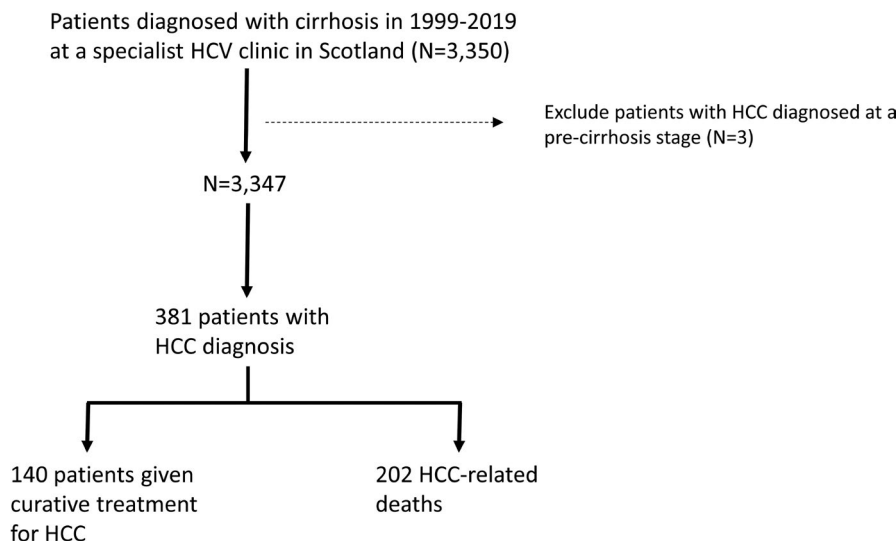 Patients diagnosed with cirrhosis in 1999-2019
at a specialist HCV clinic in Scotland (N=3,350)
Exclude patients with HCC diagnosed at a
pre-cirrhosis stage (N=3)
N=3,347
381 patients with
HCC diagnosis
140 patients given
curative treatment
for HCC
202 HCC-related
deaths